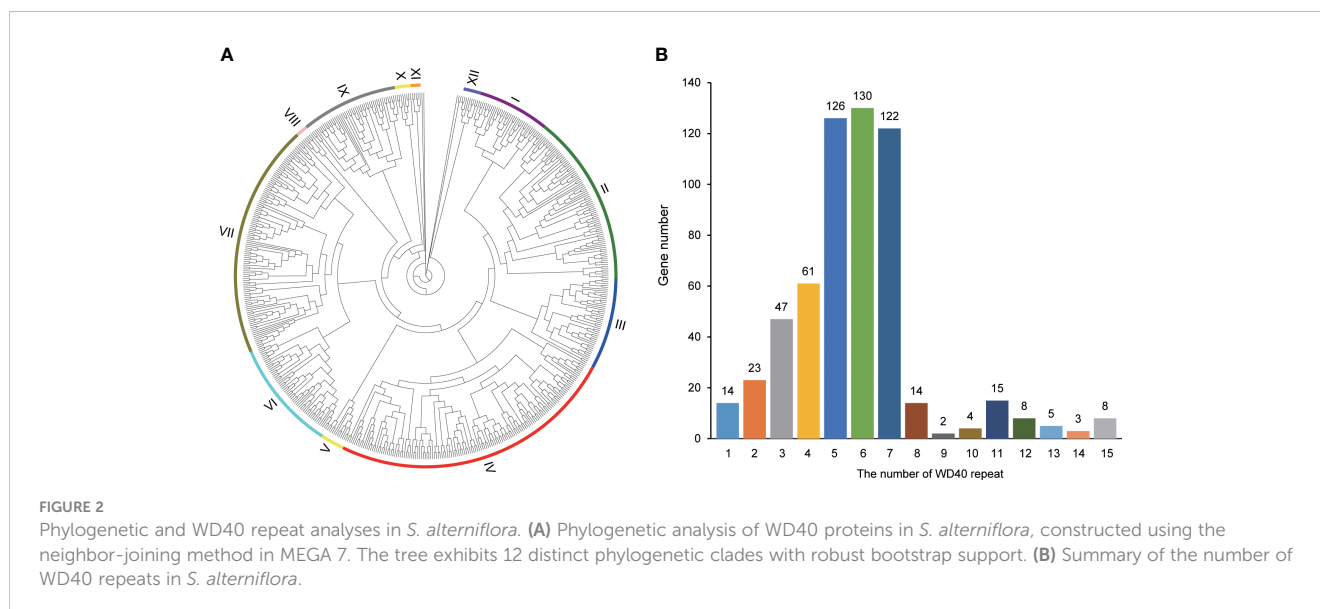 A
XII
I
II
III
IV
V
VI
VII
VIII
IX
X
XI
B
140
120
100
80
60
40
20
0
Gene number
14
23
47
61
126
130
122
14
2
4
15
8
5
3
8
1 2 3 4 5 6 7 8 9 10 11 12 13 14 15
The number of WD40 repeat
FIGURE 2
Phylogenetic and WD40 repeat analyses in S. alterniflora. (A) Phylogenetic analysis of WD40 proteins in S. alterniflora, constructed using the
neighbor-joining method in MEGA 7. The tree exhibits 12 distinct phylogenetic clades with robust bootstrap support. (B) Summary of the number of
WD40 repeats in S. alterniflora.